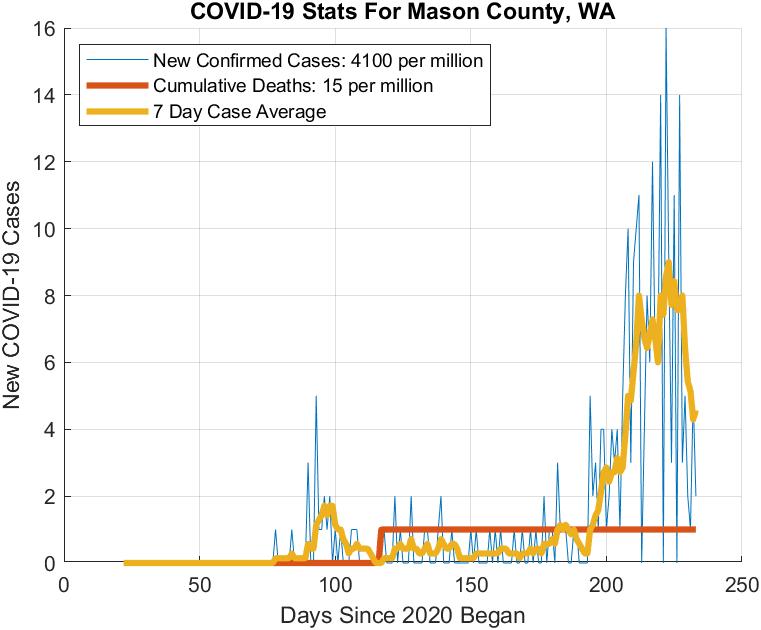 COVID-19 Stats For Mason County, WA
New Confirmed Cases: 4100 per million
Cumulative Deaths: 15 per million
7 Day Case Average
New COVID-19 Cases
16
14
12
10
8
6
4
2
0
0 50 100 150 200 250
Days Since 2020 Began